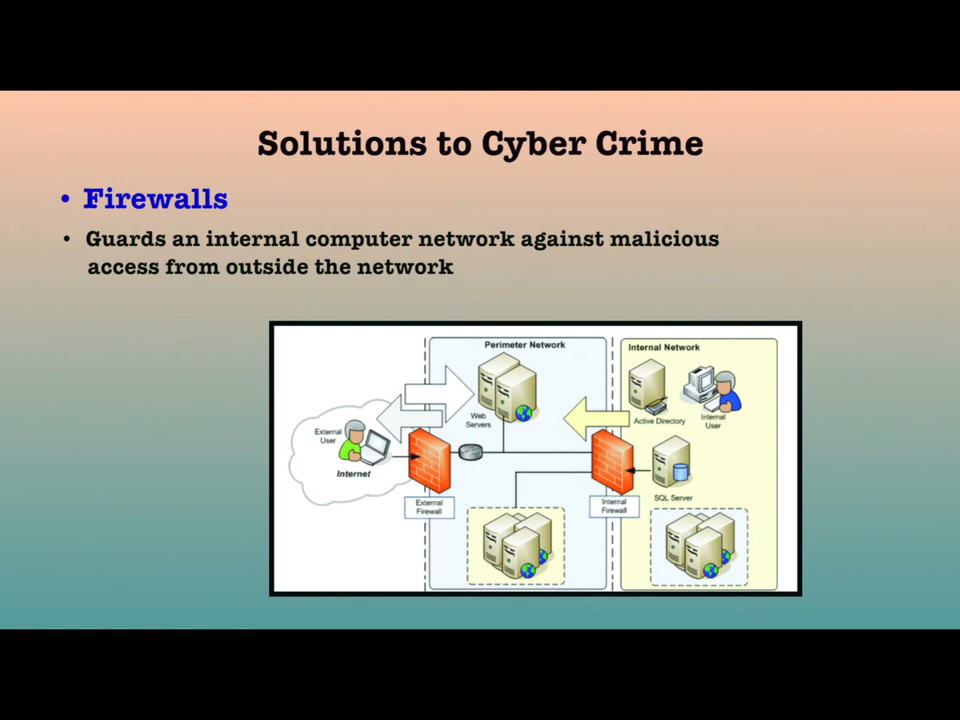 Solutions to Cyber Crime
• Firewalls
• Guards an internal computer network against malicious
access from outside the network
Perimeter Network
Internal Network
External
User
Internet
Web
Servers
Active Directory
Internal
User
SQL Server
External
Firewall
Internal
Firewall